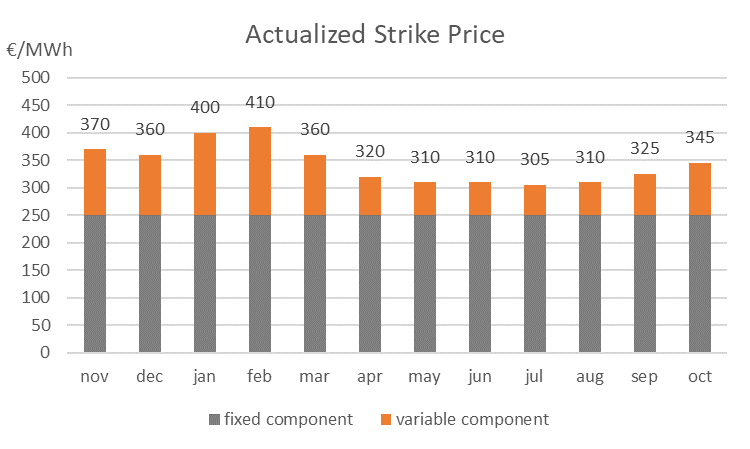 Actualized Strike Price
€/MWh
500
450
400
350
300
250
200
150
100
50
0
370 360 400 410 360 320 310 310 305 310 325 345
nov dec jan feb mar apr may jun jul aug sep oct
fixed component variable component